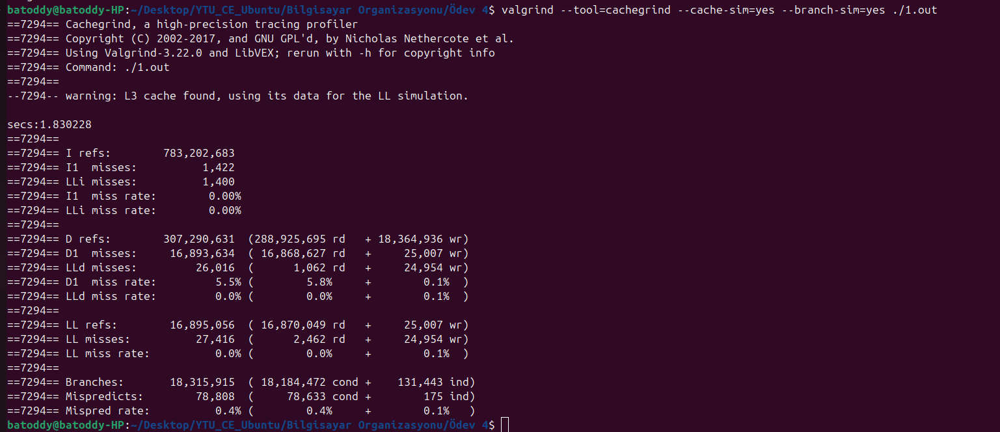 batoddy@batoddy-HP:~/Desktop/YTU_CE_Ubuntu/Bilgisayar Organizasyonu/Ödev 4$ valgrind --tool=cachegrind --cache-sim=yes --branch-sim=yes ./1.out
==7294== Cachegrind, a high-precision tracing profiler
==7294== Copyright (C) 2002-2017, and GNU GPL'd, by Nicholas Nethercote et al.
==7294== Using Valgrind-3.22.0 and LibVEX; rerun with -h for copyright info
==7294== Command: ./1.out
==7294==
--7294-- warning: L3 cache found, using its data for the LL simulation.
secs:1.830228
==7294==
==7294== I refs:        783,202,683
==7294== I1  misses:          1,422
==7294== LLi misses:          1,400
==7294== I1  miss rate:        0.00%
==7294== LLi miss rate:        0.00%
==7294==
==7294== D refs:        307,290,631  (288,925,695 rd   + 18,364,936 wr)
==7294== D1  misses:     16,893,634  ( 16,868,627 rd   +     25,007 wr)
==7294== LLd misses:         26,016  (      1,062 rd   +     24,954 wr)
==7294== D1  miss rate:         5.5% (        5.8%     +        0.1%  )
==7294== LLd miss rate:         0.0% (        0.0%     +        0.1%  )
==7294==
==7294== LL refs:        16,895,056  ( 16,870,049 rd   +     25,007 wr)
==7294== LL misses:          27,416  (      2,462 rd   +     24,954 wr)
==7294== LL miss rate:          0.0% (        0.0%     +        0.1%  )
==7294==
==7294== Branches:       18,315,915  ( 18,184,472 cond +    131,443 ind)
==7294== Mispredicts:        78,808  (     78,633 cond +        175 ind)
==7294== Mispred rate:          0.4% (        0.4%     +        0.1%   )
batoddy@batoddy-HP:~/Desktop/YTU_CE_Ubuntu/Bilgisayar Organizasyonu/Ödev 4$